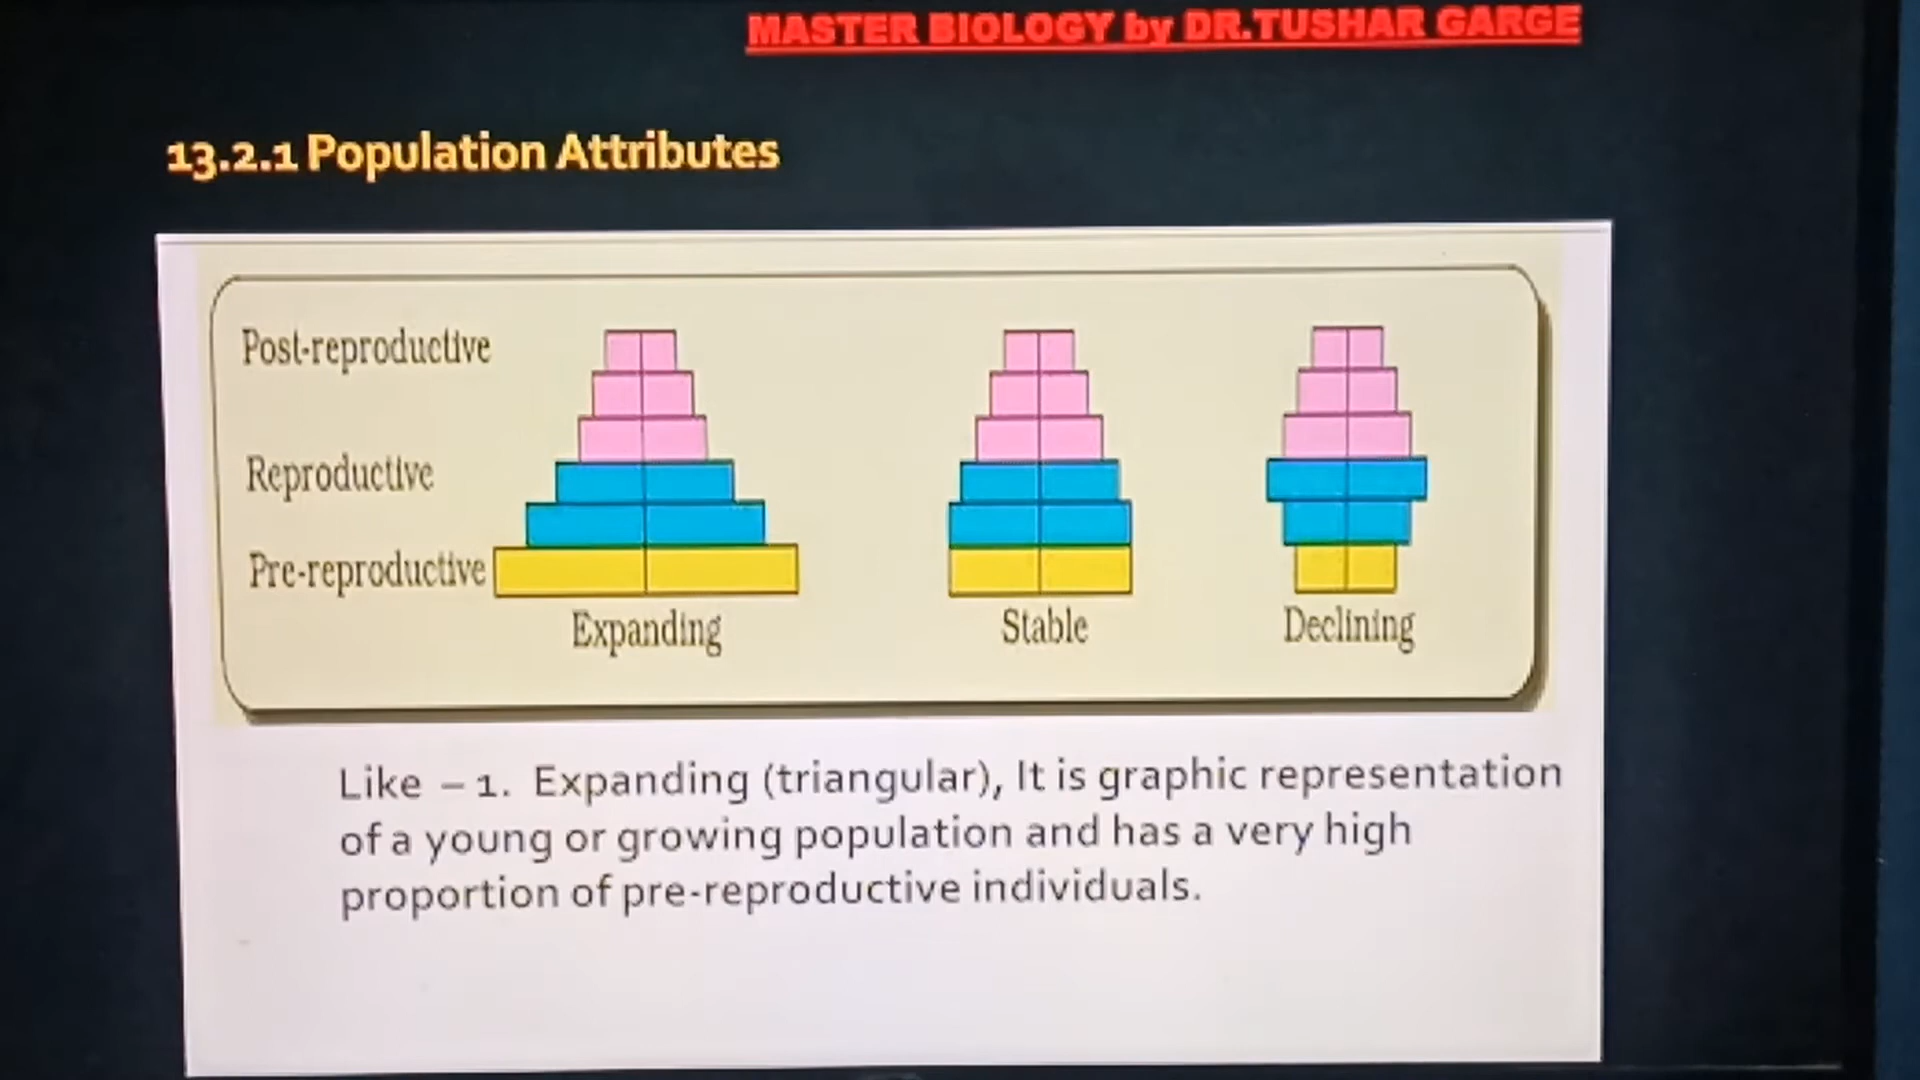 MASTER BIOLOGY by DR.TUSHAR GARGE
13.2.1 Population Attributes
Post-reproductive
Reproductive
Pre-reproductive
Expanding
Stable
Declining
Like – 1. Expanding (triangular), It is graphic representation
of a young or growing population and has a very high
proportion of pre-reproductive individuals.